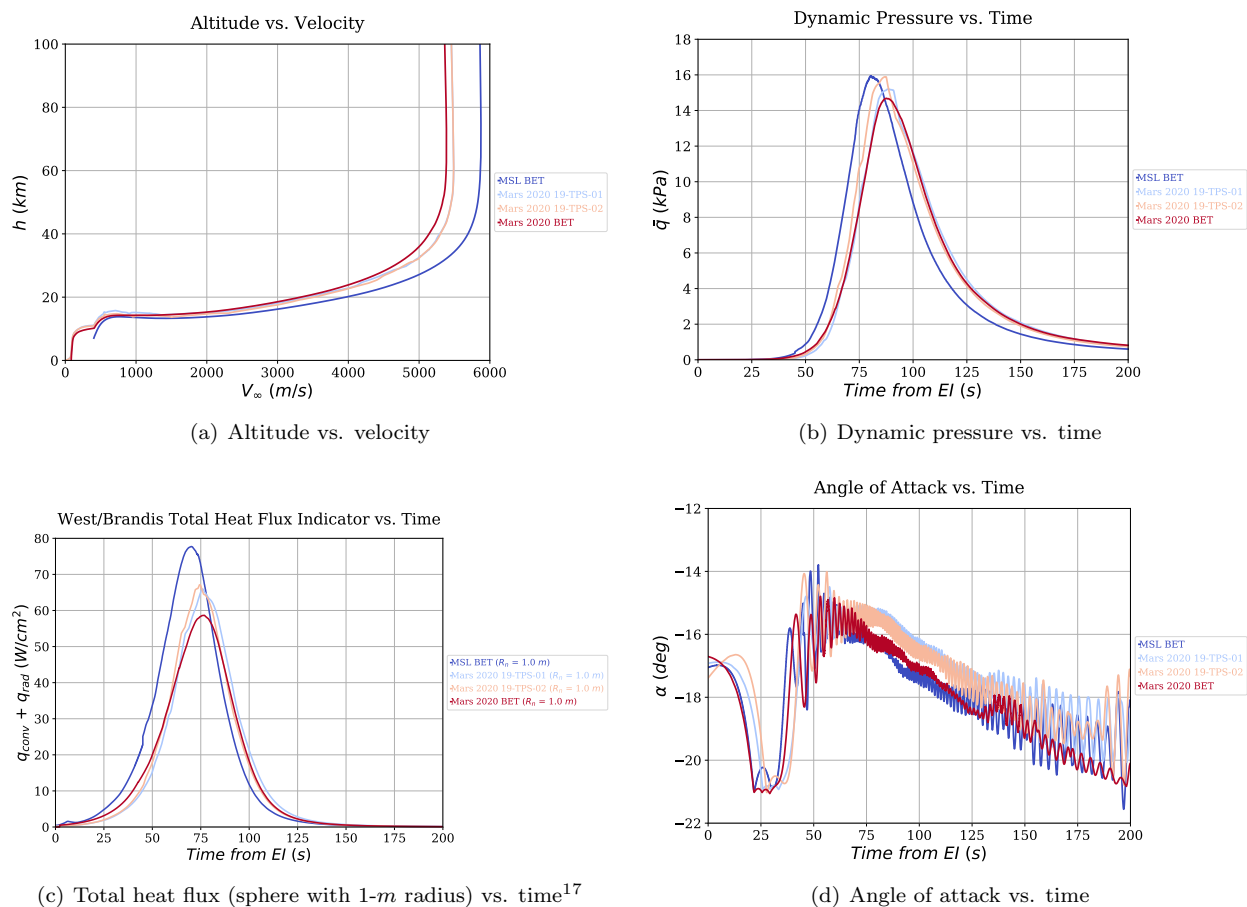 Altitude vs. Velocity
100
80
60
40
20
0
h (km)
0 1000 2000 3000 4000 5000 6000
V∞ (m/s)
MSL BET
Mars 2020 19-TPS-01
Mars 2020 19-TPS-02
Mars 2020 BET
(a) Altitude vs. velocity
Dynamic Pressure vs. Time
18
16
14
12
10
8
6
4
2
0
q̄ (kPa)
0 25 50 75 100 125 150 175 200
Time from EI (s)
MSL BET
Mars 2020 19-TPS-01
Mars 2020 19-TPS-02
Mars 2020 BET
(b) Dynamic pressure vs. time
West/Brandis Total Heat Flux Indicator vs. Time
80
70
60
50
40
30
20
10
0
q_conv + q_rad (W/cm²)
0 25 50 75 100 125 150 175 200
Time from EI (s)
MSL BET (Rₙ = 1.0 m)
Mars 2020 19-TPS-01 (Rₙ = 1.0 m)
Mars 2020 19-TPS-02 (Rₙ = 1.0 m)
Mars 2020 BET (Rₙ = 1.0 m)
(c) Total heat flux (sphere with 1-m radius) vs. time¹⁷
Angle of Attack vs. Time
−12
−14
−16
−18
−20
−22
α (deg)
0 25 50 75 100 125 150 175 200
Time from EI (s)
MSL BET
Mars 2020 19-TPS-01
Mars 2020 19-TPS-02
Mars 2020 BET
(d) Angle of attack vs. time